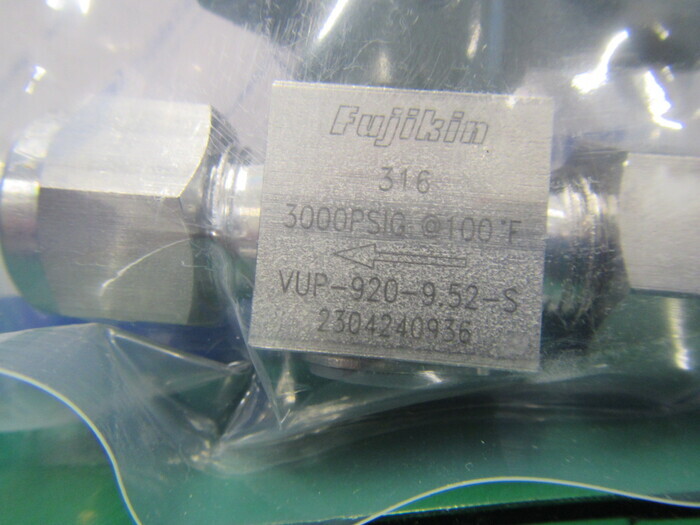 Fujikin
316
3000PSIG @100°F
VUP-920-9.52-S
2304240936